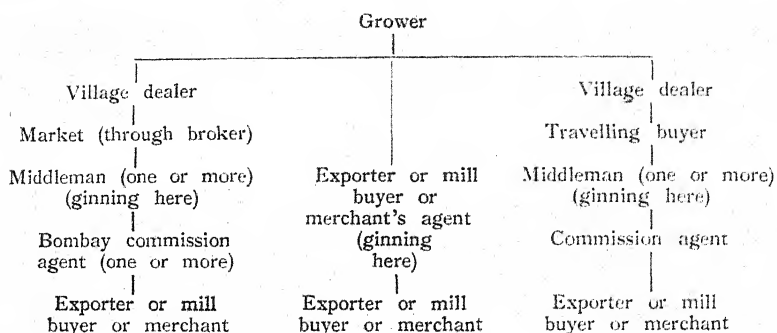 Grower
Village dealer
Market (through broker)
Middleman (one or more)
(ginning here)
Bombay commission
agent (one or more)
Exporter or mill
buyer or merchant
Exporter or mill
buyer or
merchant's agent
(ginning
here)
Exporter or mill
buyer or merchant
Village dealer
Travelling buyer
Middleman (one or more)
(ginning here)
Commission agent
Exporter or mill
buyer or merchant